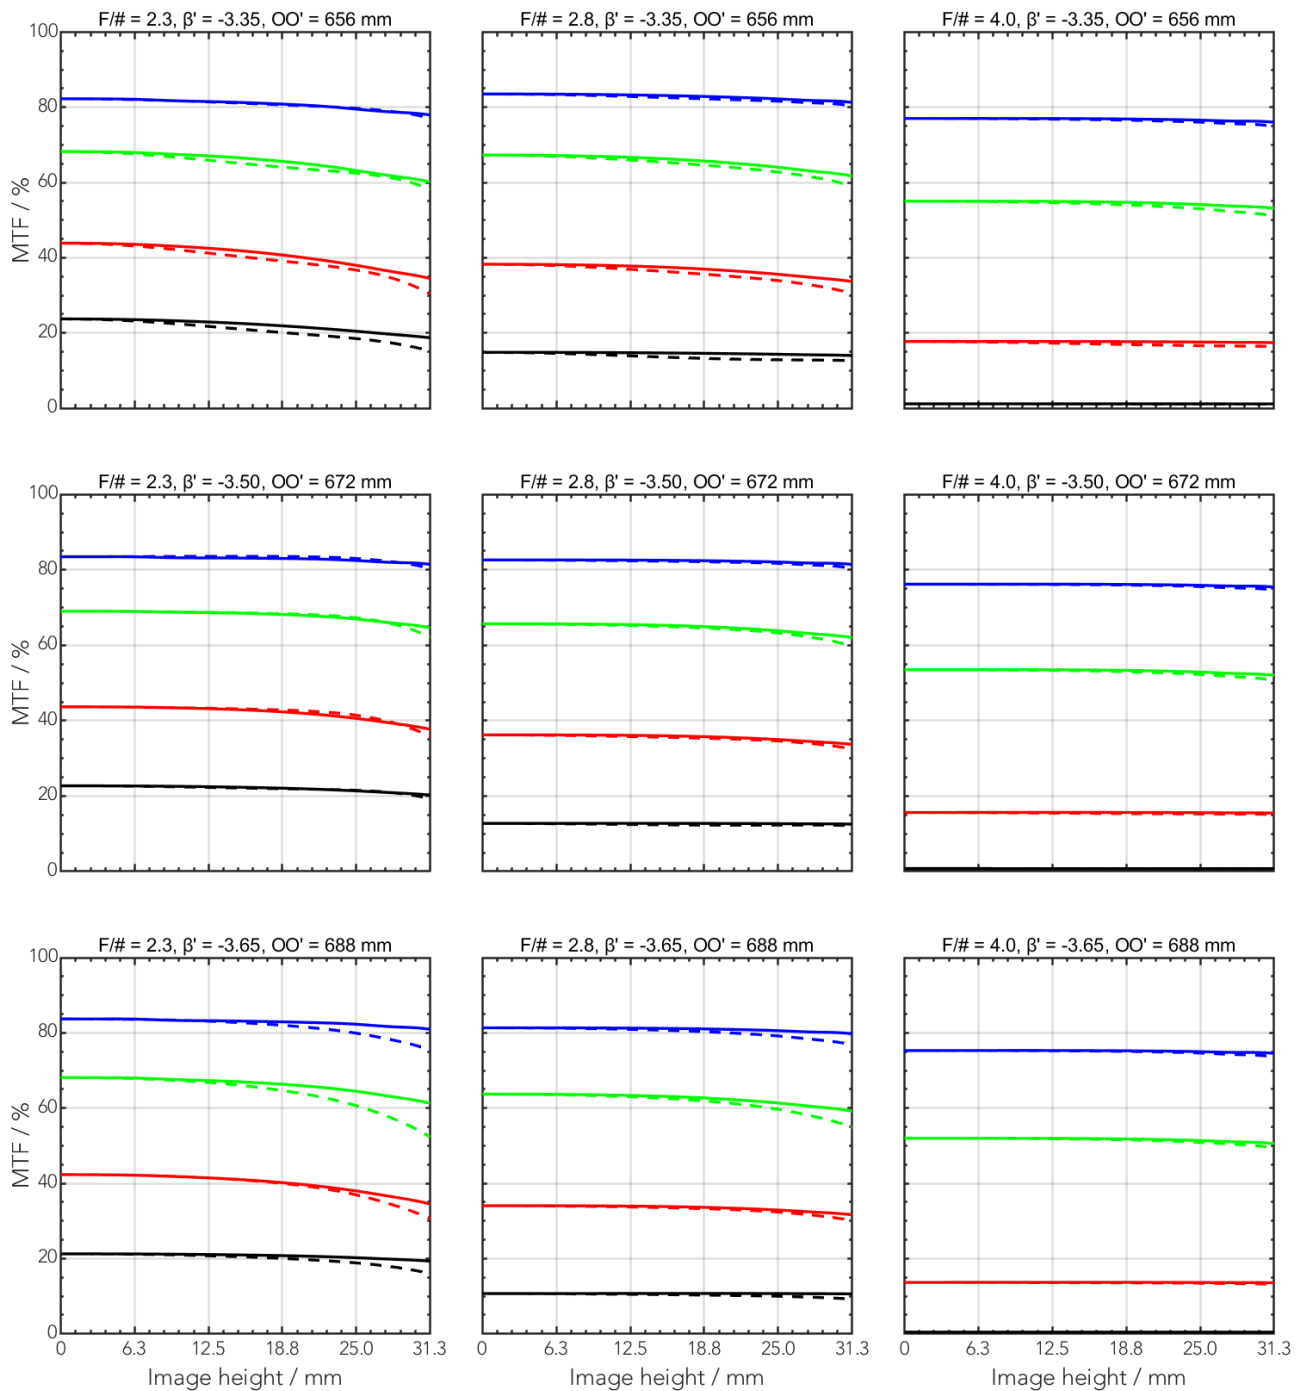 F/# = 2.3, β' = -3.35, OO' = 656 mm
F/# = 2.8, β' = -3.35, OO' = 656 mm
F/# = 4.0, β' = -3.35, OO' = 656 mm
100
80
60
40
20
0
MTF / %
F/# = 2.3, β' = -3.50, OO' = 672 mm
F/# = 2.8, β' = -3.50, OO' = 672 mm
F/# = 4.0, β' = -3.50, OO' = 672 mm
100
80
60
40
20
0
MTF / %
F/# = 2.3, β' = -3.65, OO' = 688 mm
F/# = 2.8, β' = -3.65, OO' = 688 mm
F/# = 4.0, β' = -3.65, OO' = 688 mm
100
80
60
40
20
0
MTF / %
0 6.3 12.5 18.8 25.0 31.3
0 6.3 12.5 18.8 25.0 31.3
0 6.3 12.5 18.8 25.0 31.3
Image height / mm
Image height / mm
Image height / mm